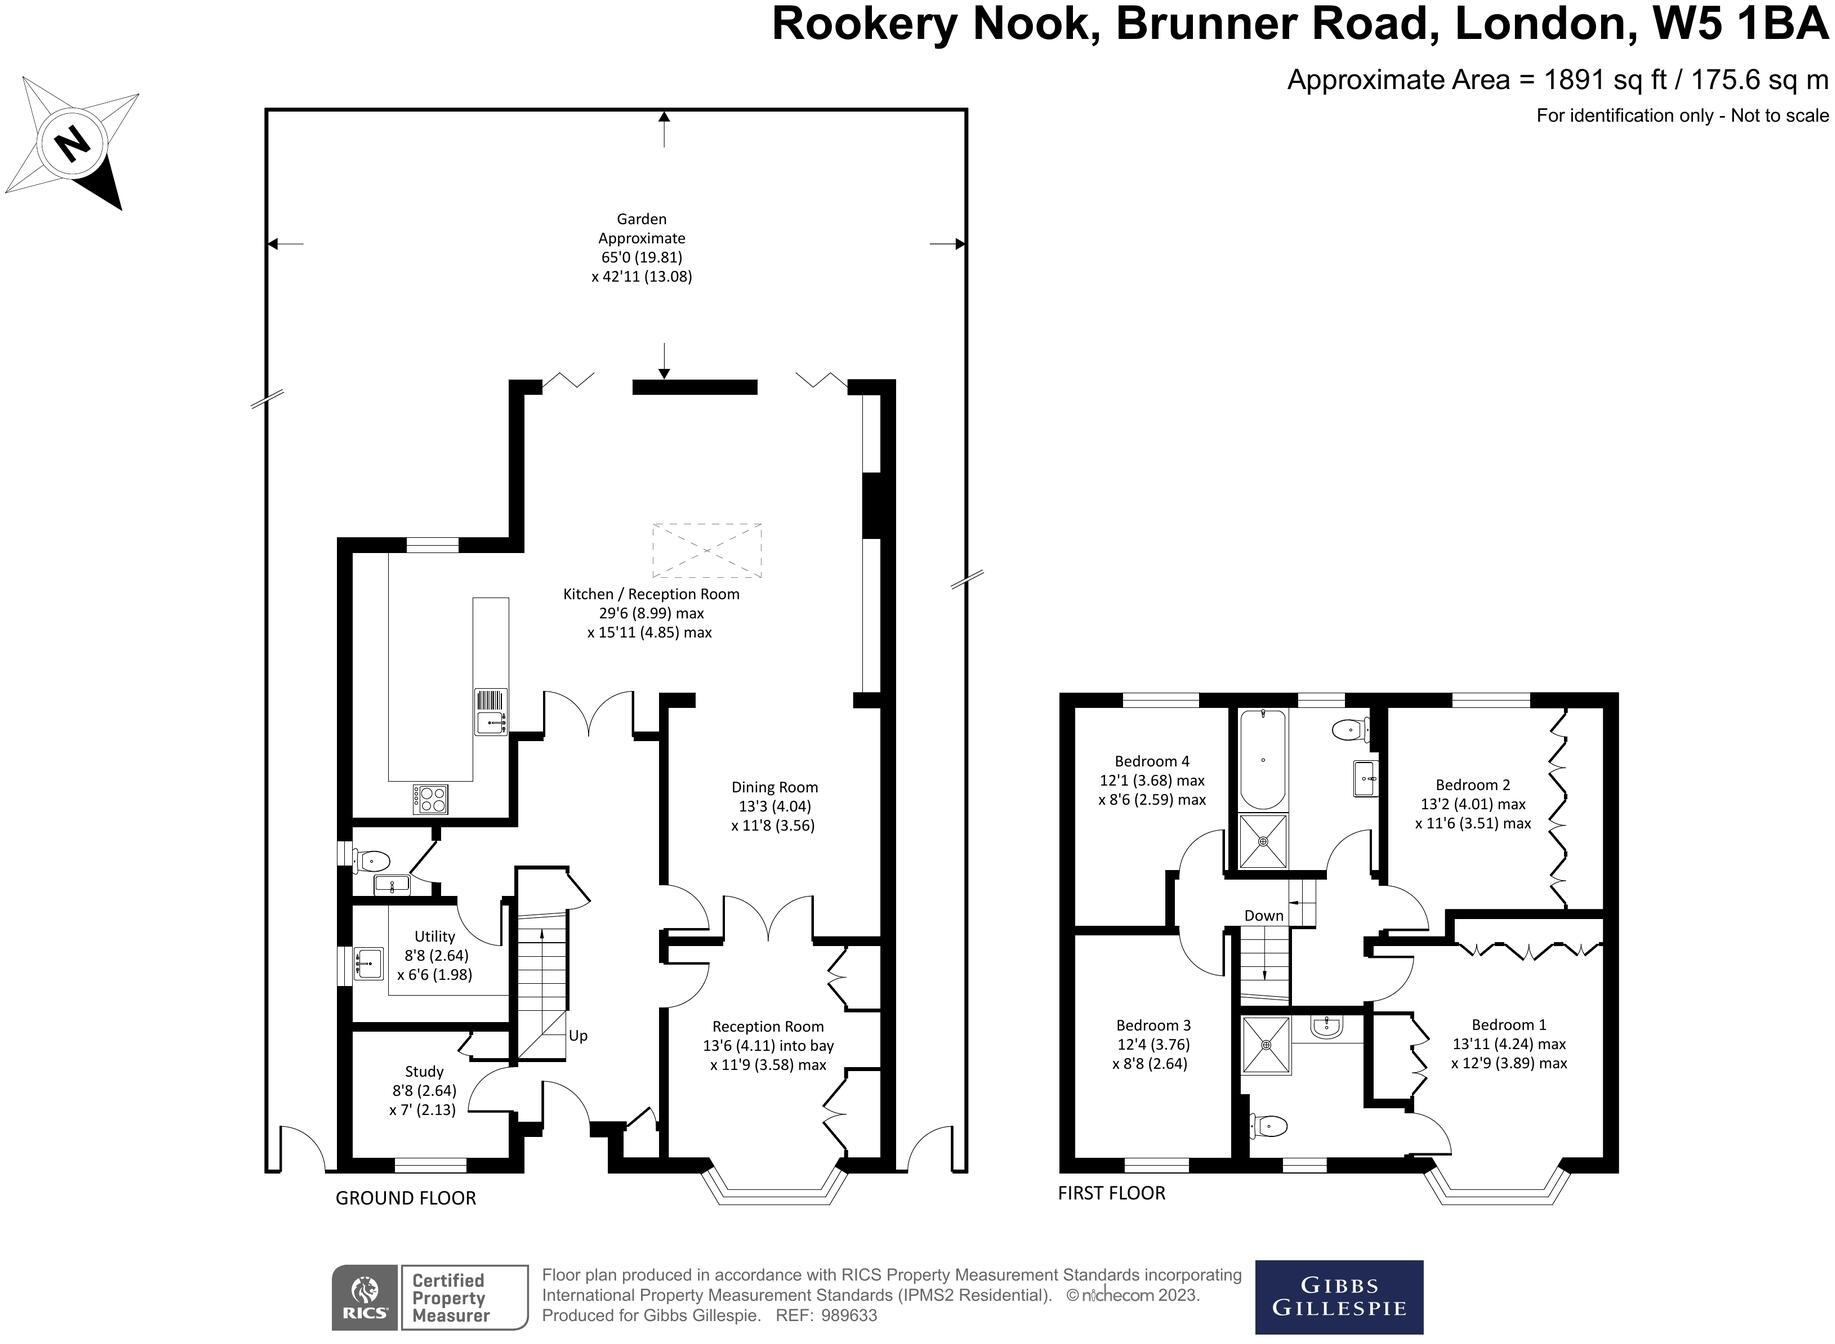 Rookery Nook, Brunner Road, London, W5 1BA
Approximate Area = 1891 sq ft / 175.6 sq m
For identification only - Not to scale
N
Garden
Approximate
65'0 (19.81)
x 42'11 (13.08)
Kitchen / Reception Room
29'6 (8.99) max
x 15'11 (4.85) max
Dining Room
13'3 (4.04)
x 11'8 (3.56)
Utility
8'8 (2.64)
x 6'6 (1.98)
Up
Study
8'8 (2.64)
x 7' (2.13)
Reception Room
13'6 (4.11) into bay
x 11'9 (3.58) max
GROUND FLOOR
Bedroom 4
12'1 (3.68) max
x 8'6 (2.59) max
Bedroom 2
13'2 (4.01) max
x 11'6 (3.51) max
Down
Bedroom 3
12'4 (3.76)
x 8'8 (2.64)
Bedroom 1
13'11 (4.24) max
x 12'9 (3.89) max
FIRST FLOOR
RICS
Certified
Property
Measurer
Floor plan produced in accordance with RICS Property Measurement Standards incorporating
International Property Measurement Standards (IPMS2 Residential). © nichecom 2023.
Produced for Gibbs Gillespie. REF: 989633
GIBBS
GILLESPIE